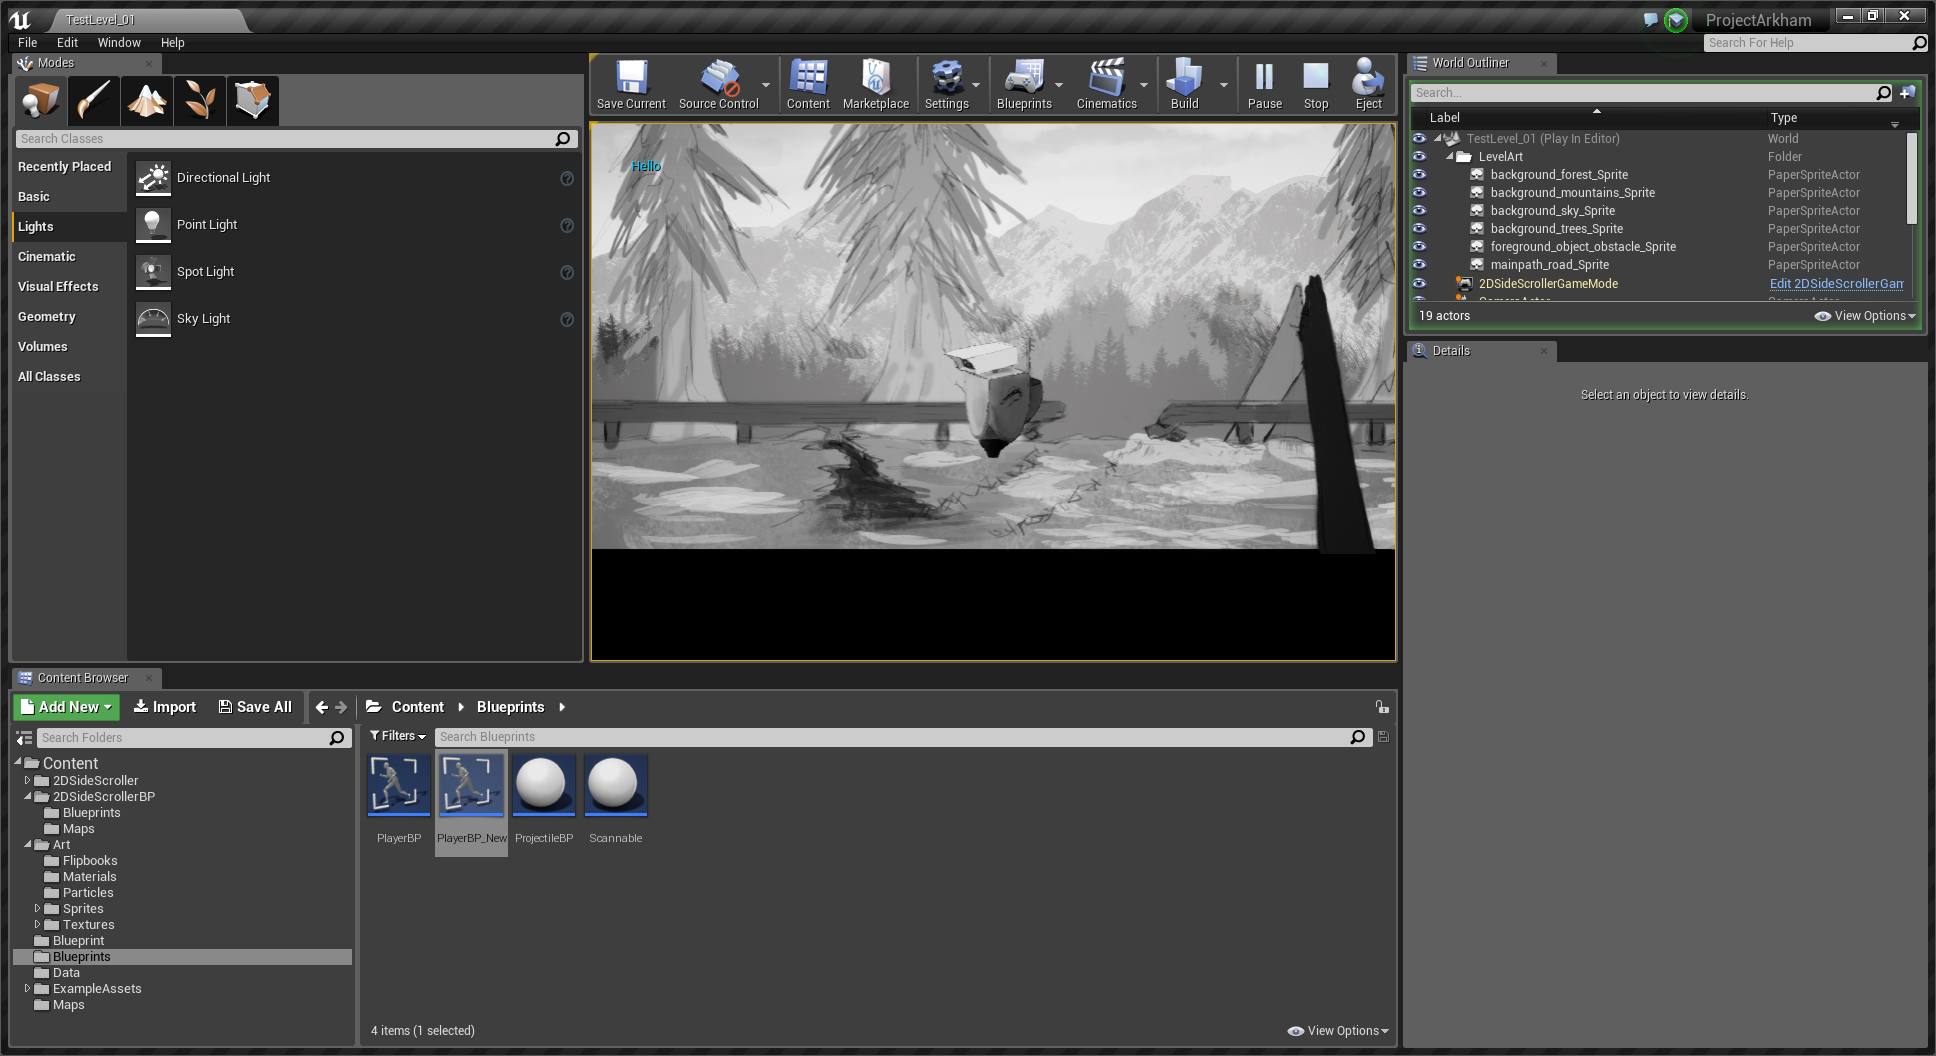 TestLevel_01
ProjectArkham
File Edit Window Help
Search For Help
Modes
Search Classes
Recently Placed
Basic
Lights
Cinematic
Visual Effects
Geometry
Volumes
All Classes
Directional Light
Point Light
Spot Light
Sky Light
Save Current Source Control Content Marketplace Settings Blueprints Cinematics Build Pause Stop Eject
Hello
World Outliner
Search...
Label Type
TestLevel_01 (Play In Editor) World
LevelArt Folder
background_forest_Sprite PaperSpriteActor
background_mountains_Sprite PaperSpriteActor
background_sky_Sprite PaperSpriteActor
background_trees_Sprite PaperSpriteActor
foreground_object_obstacle_Sprite PaperSpriteActor
mainpath_road_Sprite PaperSpriteActor
2DSideScrollerGameMode Edit 2DSideScrollerGam
19 actors View Options
Details
Select an object to view details.
Content Browser
Add New Import Save All Content Blueprints
Search Folders
Content
2DSideScroller
2DSideScrollerBP
Blueprints
Maps
Art
Flipbooks
Materials
Particles
Sprites
Textures
Blueprint
Blueprints
Data
ExampleAssets
Maps
Filters Search Blueprints
PlayerBP PlayerBP_New ProjectileBP Scannable
4 items (1 selected) View Options